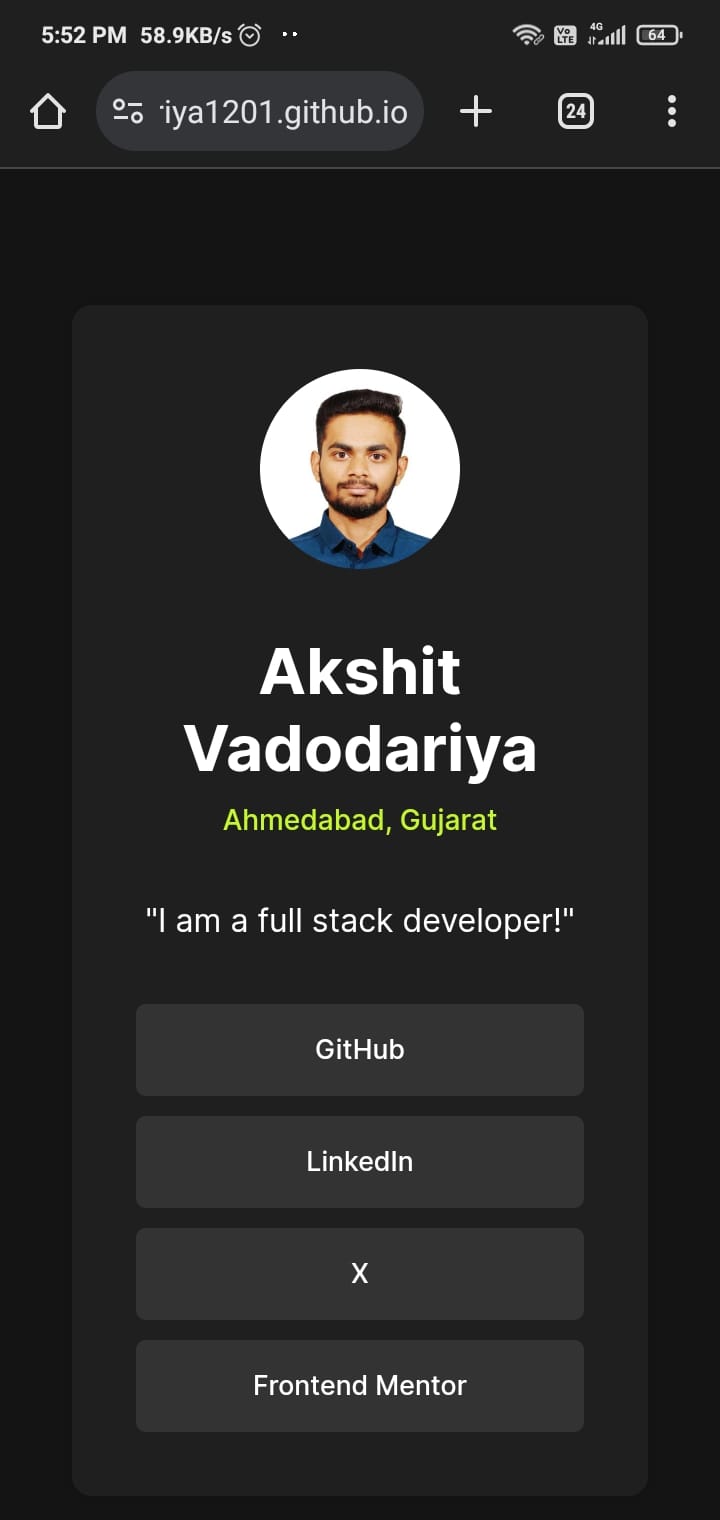 5:52 PM 58.9KB/s
Vo LTE 4G 64
iya1201.github.io 24
Akshit
Vadodariya
Ahmedabad, Gujarat
"I am a full stack developer!"
GitHub
LinkedIn
X
Frontend Mentor